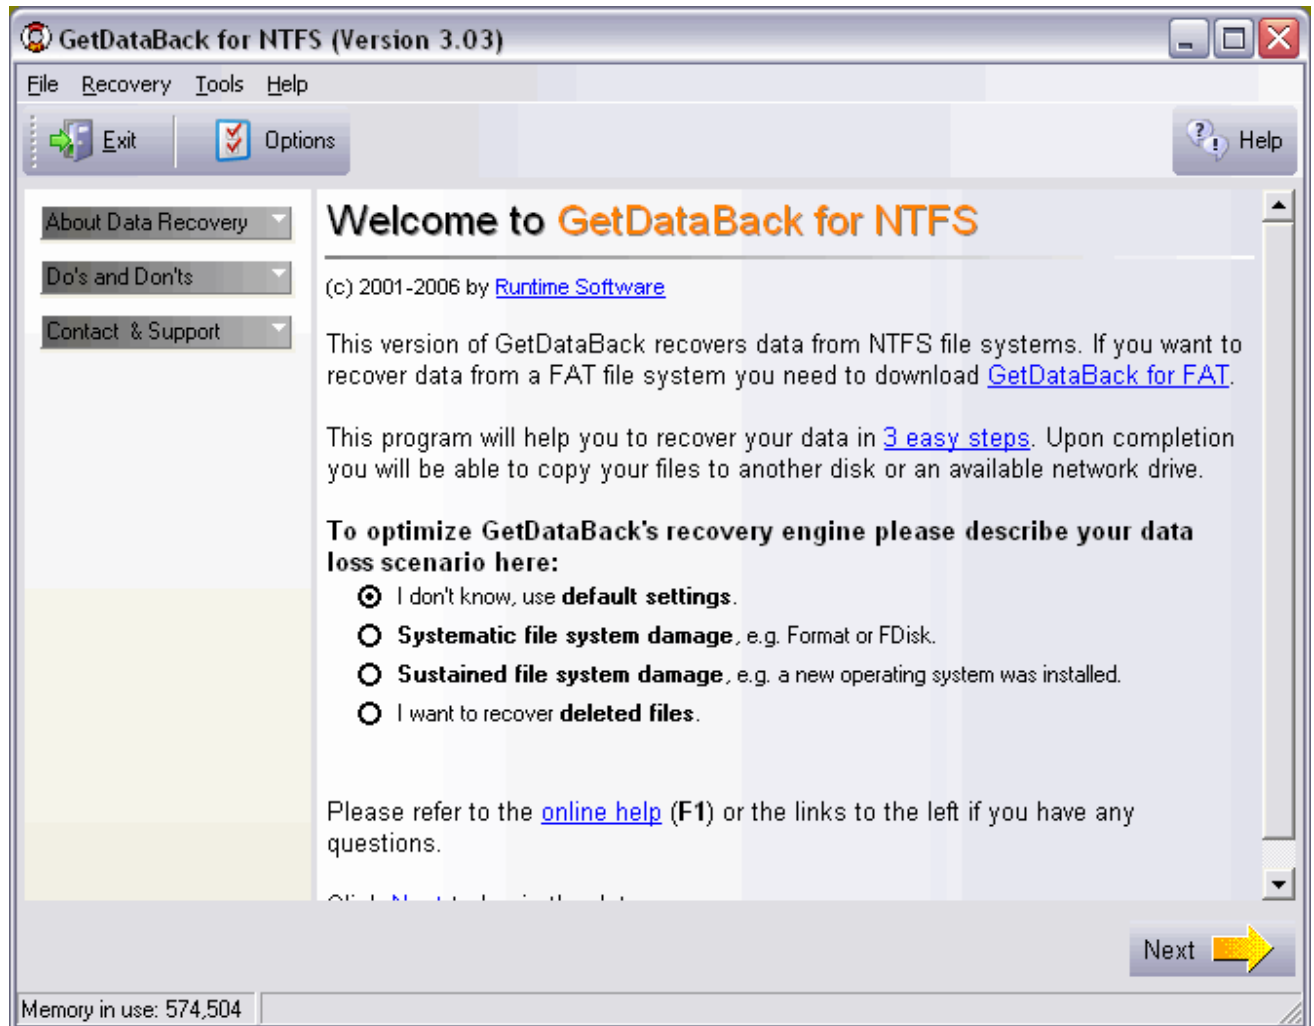 GetDataBack for NTFS (Version 3.03)
File Recovery Tools Help
Exit Options Help
About Data Recovery
Do's and Don'ts
Contact & Support
Welcome to GetDataBack for NTFS
(c) 2001-2006 by Runtime Software
This version of GetDataBack recovers data from NTFS file systems. If you want to
recover data from a FAT file system you need to download GetDataBack for FAT.
This program will help you to recover your data in 3 easy steps. Upon completion
you will be able to copy your files to another disk or an available network drive.
To optimize GetDataBack's recovery engine please describe your data
loss scenario here:
I don't know, use default settings.
Systematic file system damage, e.g. Format or FDisk.
Sustained file system damage, e.g. a new operating system was installed.
I want to recover deleted files.
Please refer to the online help (F1) or the links to the left if you have any
questions.
Next
Memory in use: 574,504